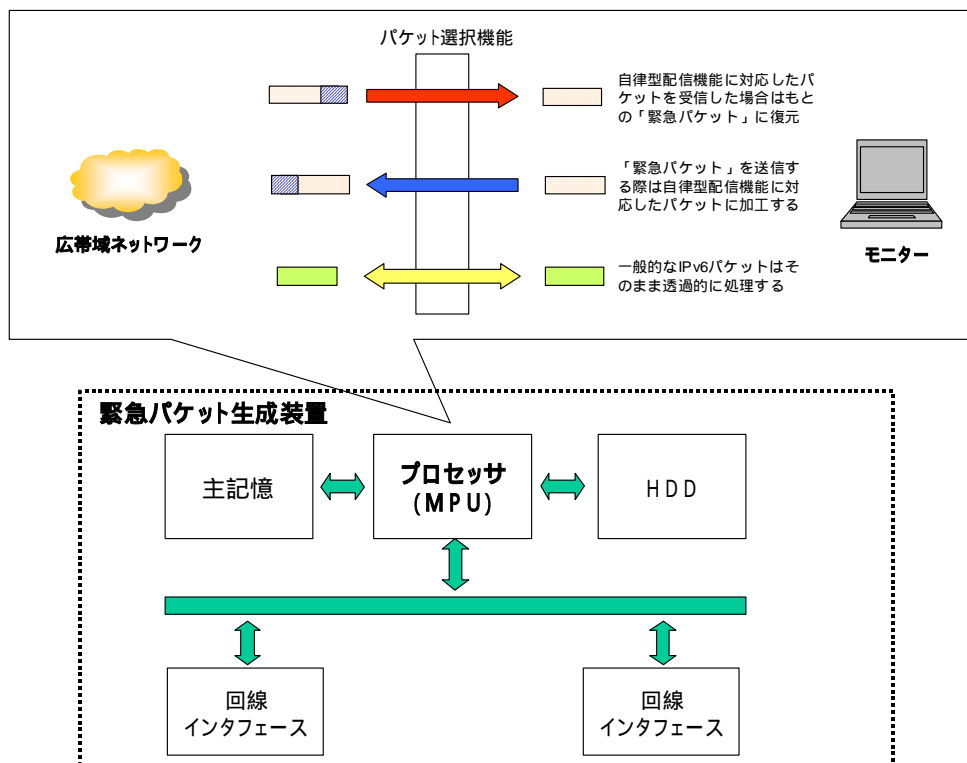 パケット選択機能
自律型配信機能に対応したパ
ケットを受信した場合はもと
の「緊急パケット」に復元
「緊急パケット」を送信す
る際は自律型配信機能に対
応したパケットに加工する
広帯域ネットワーク
モニター
一般的なIPv6パケットはそ
のまま透過的に処理する
緊急パケット生成装置
主記憶
プロセッサ
(MPU)
HDD
回線
インタフェース
回線
インタフェース